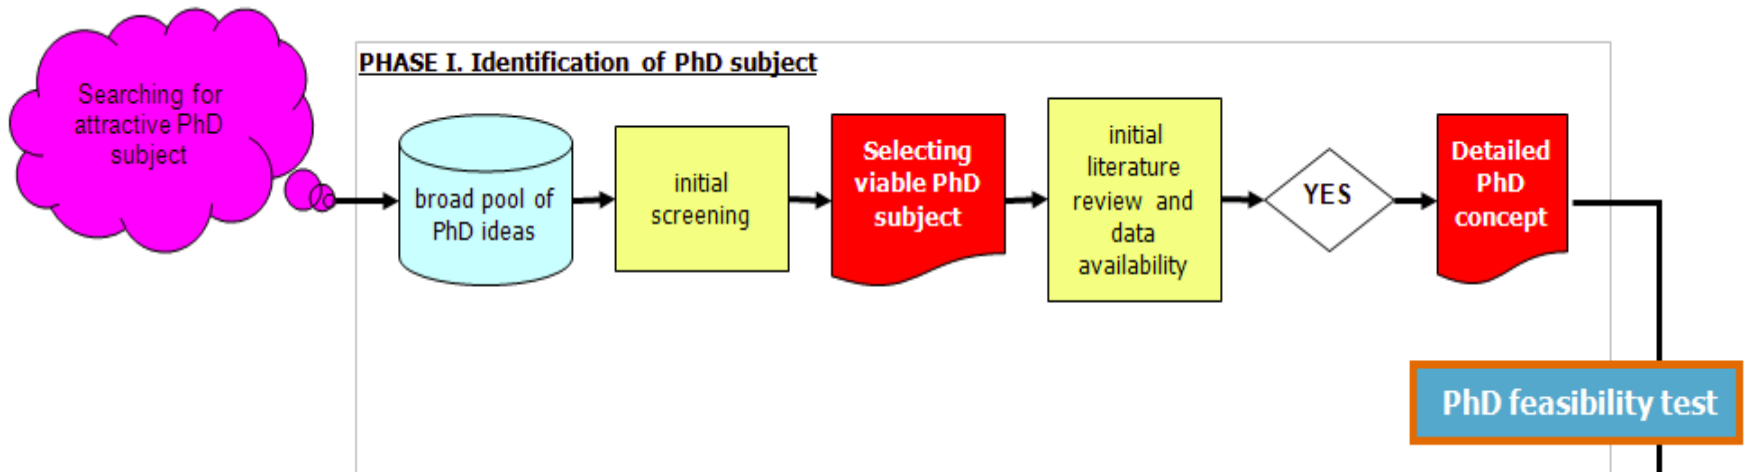 Searching for
attractive PhD
subject
PHASE I. Identification of PhD subject
broad pool of
PhD ideas
initial
screening
Selecting
viable PhD
subject
initial
literature
review and
data
availability
YES
Detailed
PhD
concept
PhD feasibility test